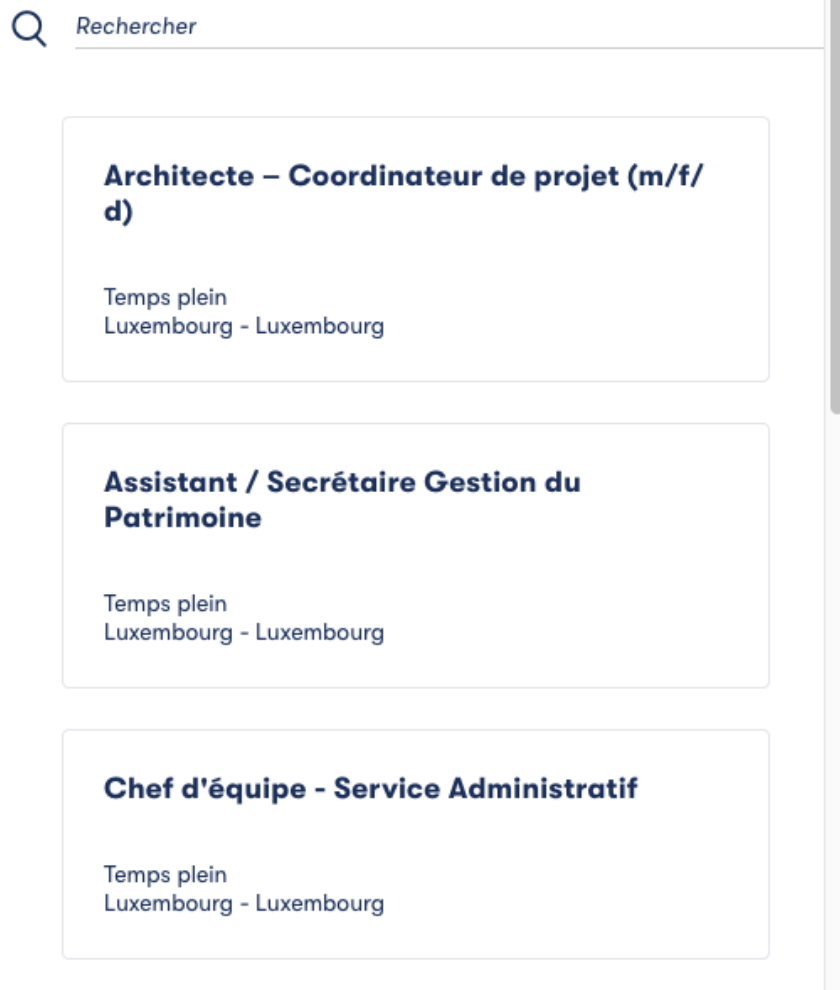 Rechercher
Architecte – Coordinateur de projet (m/f/
d)
Temps plein
Luxembourg - Luxembourg
Assistant / Secrétaire Gestion du
Patrimoine
Temps plein
Luxembourg - Luxembourg
Chef d'équipe - Service Administratif
Temps plein
Luxembourg - Luxembourg